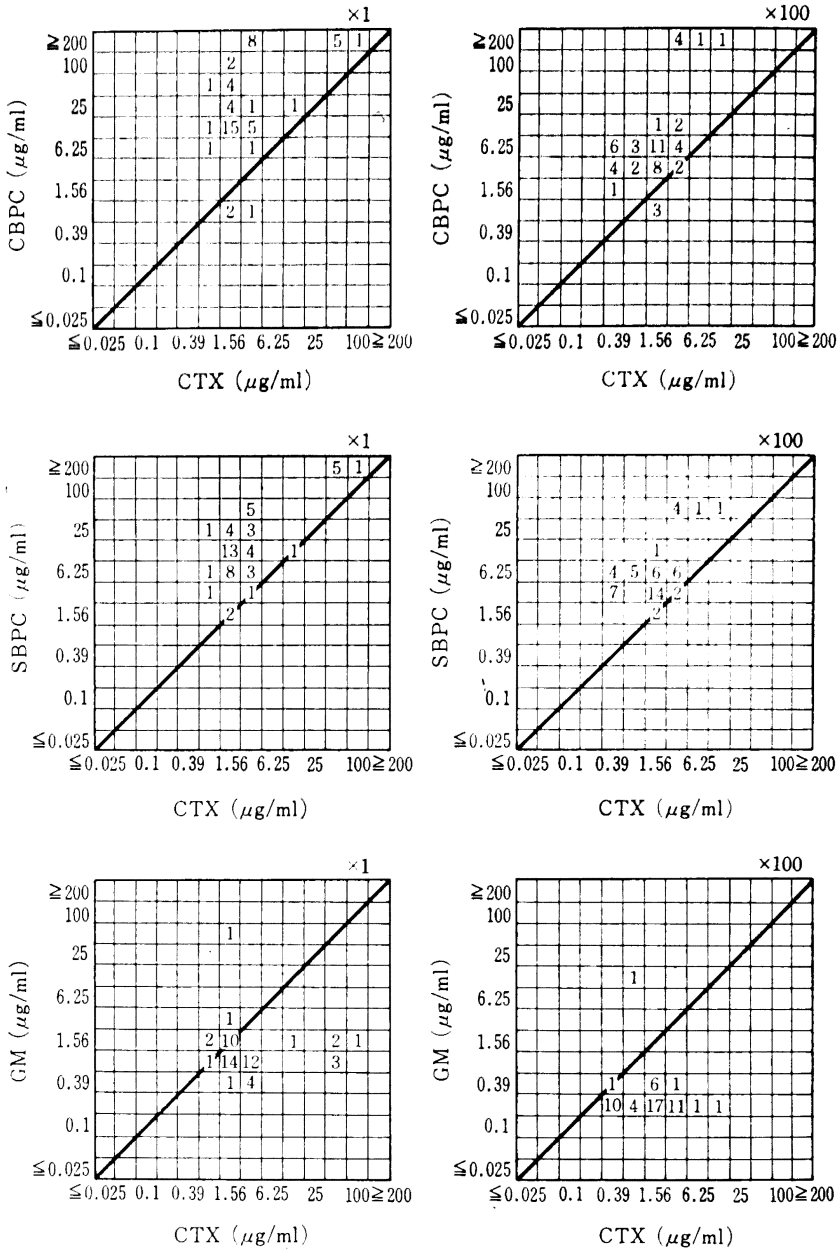 ×1
×100
≧200
8 5 1
≧200
4 1 1
100
2
100
1 4
25
4 1 1
25
1 15 5
1 2
CBPC (μg/ml)
6.25
1 1
CBPC (μg/ml)
6.25
6 3 11 4
4 2 8 2
1.56
1.56
1
2 1
3
0.39
0.39
0.1
0.1
≦0.025
≦0.025
≦0.025 0.1 0.39 1.56 6.25 25 100≧200
≦0.025 0.1 0.39 1.56 6.25 25 100≧200
CTX (μg/ml)
CTX (μg/ml)
×1
×100
≧200
5 1
≧200
100
100
5
4 1 1
25
1 4 3
25
13 4 1
1
SBPC (μg/ml)
6.25
1 8 3
SBPC (μg/ml)
6.25
4 5 6 6
1 1
7 14 2
1.56
2
1.56
2
0.39
0.39
0.1
0.1
≦0.025
≦0.025
≦0.025 0.1 0.39 1.56 6.25 25 100≧200
≦0.025 0.1 0.39 1.56 6.25 25 100≧200
CTX (μg/ml)
CTX (μg/ml)
×1
×100
≧200
≧200
100
100
1
25
25
1
GM (μg/ml)
6.25
GM (μg/ml)
6.25
1
1.56
2 10 1 2 1
1.56
1 14 12 3
0.39
1 4
0.39
1 6 1
10 4 17 11 1 1
0.1
0.1
≦0.025
≦0.025
≦0.025 0.1 0.39 1.56 6.25 25 100≧200
≦0.025 0.1 0.39 1.56 6.25 25 100≧200
CTX (μg/ml)
CTX (μg/ml)